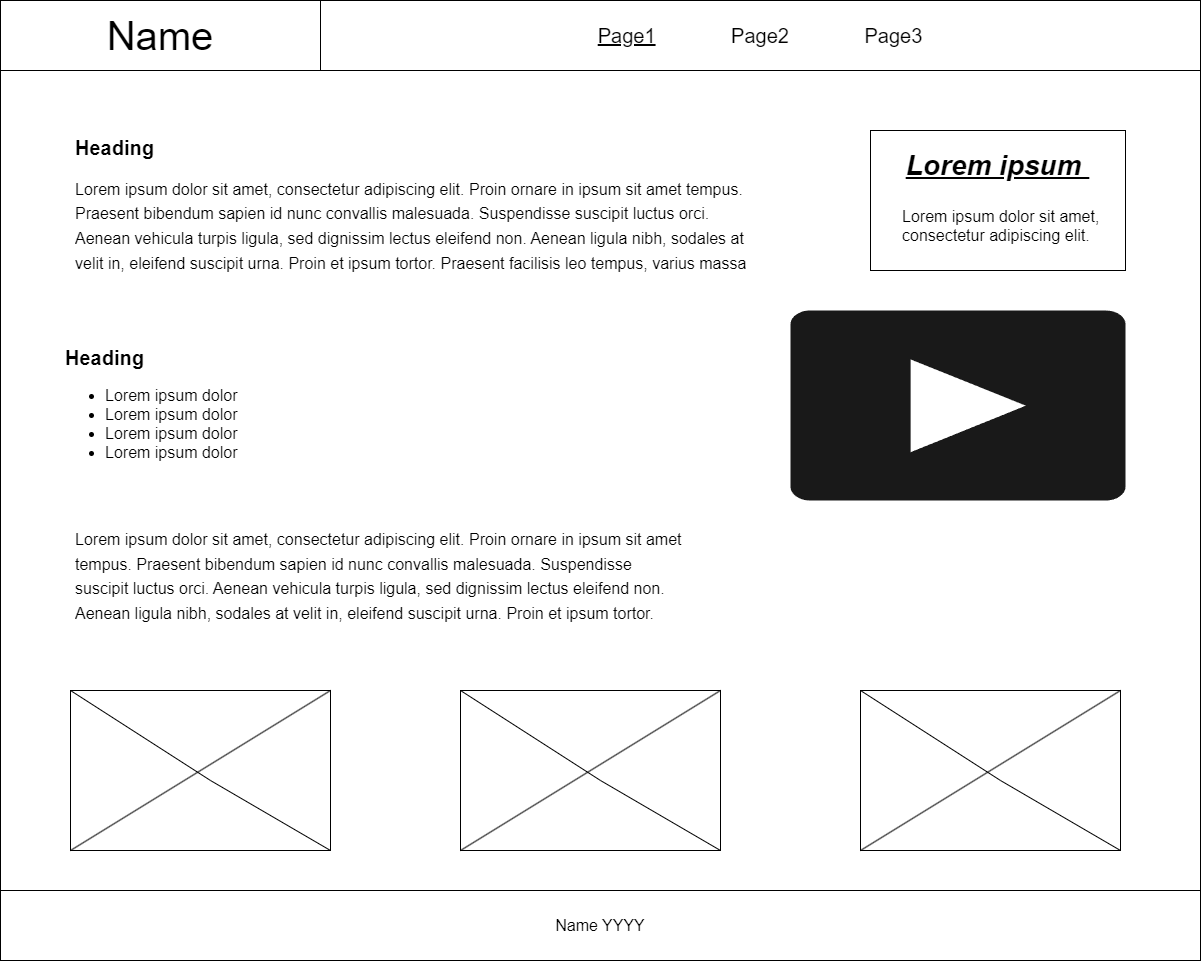 Name
Page1 Page2 Page3
Heading
Lorem ipsum dolor sit amet, consectetur adipiscing elit. Proin ornare in ipsum sit amet tempus.
Praesent bibendum sapien id nunc convallis malesuada. Suspendisse suscipit luctus orci.
Aenean vehicula turpis ligula, sed dignissim lectus eleifend non. Aenean ligula nibh, sodales at
velit in, eleifend suscipit urna. Proin et ipsum tortor. Praesent facilisis leo tempus, varius massa
Lorem ipsum
Lorem ipsum dolor sit amet,
consectetur adipiscing elit.
Heading
• Lorem ipsum dolor
• Lorem ipsum dolor
• Lorem ipsum dolor
• Lorem ipsum dolor
Lorem ipsum dolor sit amet, consectetur adipiscing elit. Proin ornare in ipsum sit amet
tempus. Praesent bibendum sapien id nunc convallis malesuada. Suspendisse
suscipit luctus orci. Aenean vehicula turpis ligula, sed dignissim lectus eleifend non.
Aenean ligula nibh, sodales at velit in, eleifend suscipit urna. Proin et ipsum tortor.
Name YYYY